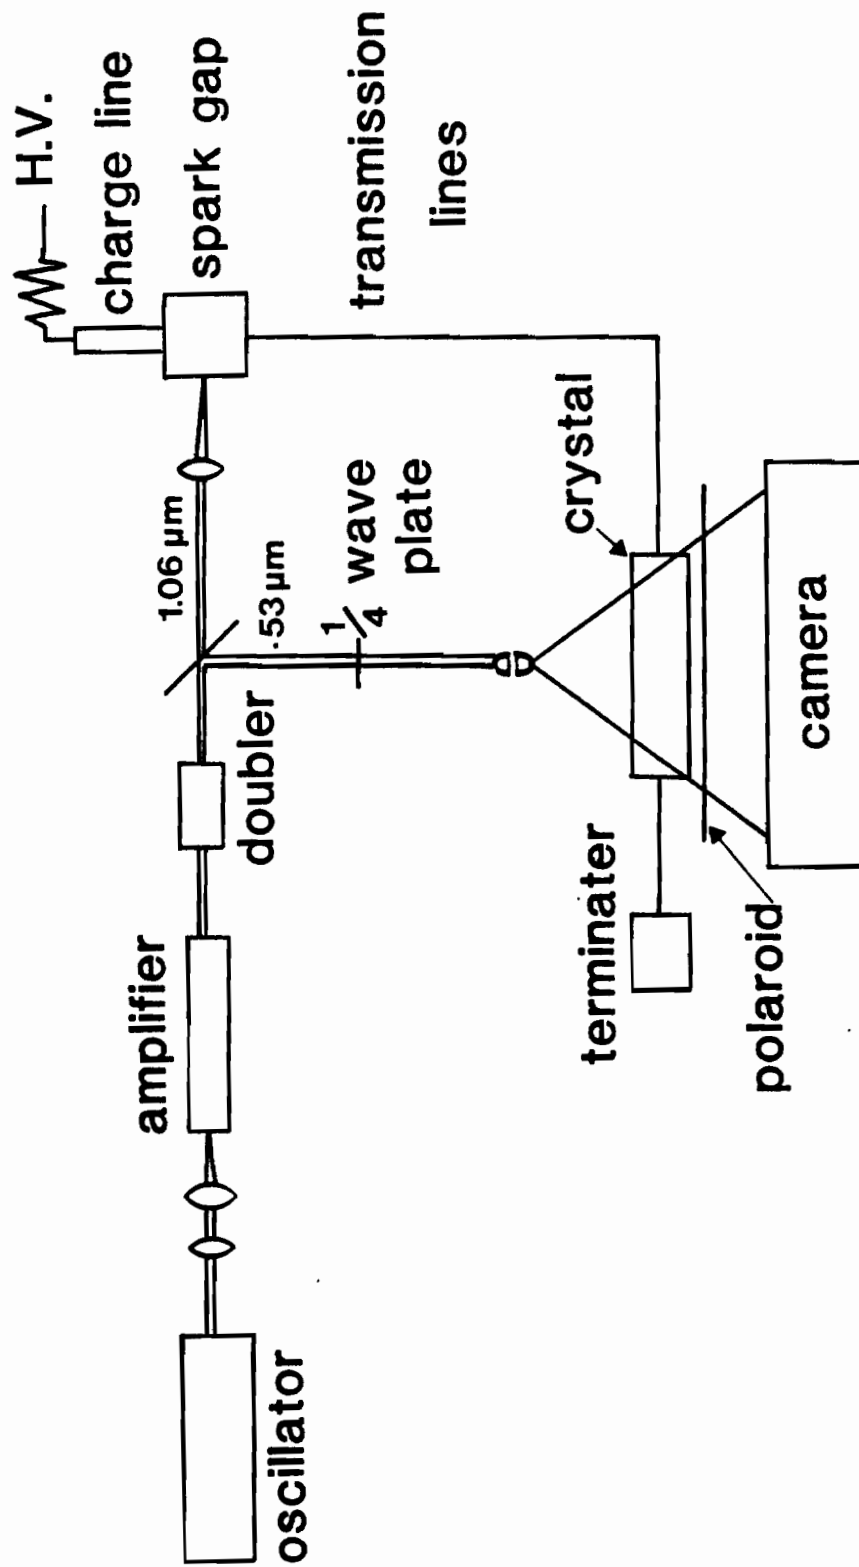 H.V.
charge line
spark gap
transmission
lines
1.06 μm
.53 μm
1/4 wave
plate
doubler
amplifier
oscillator
crystal
terminater
polaroid
camera